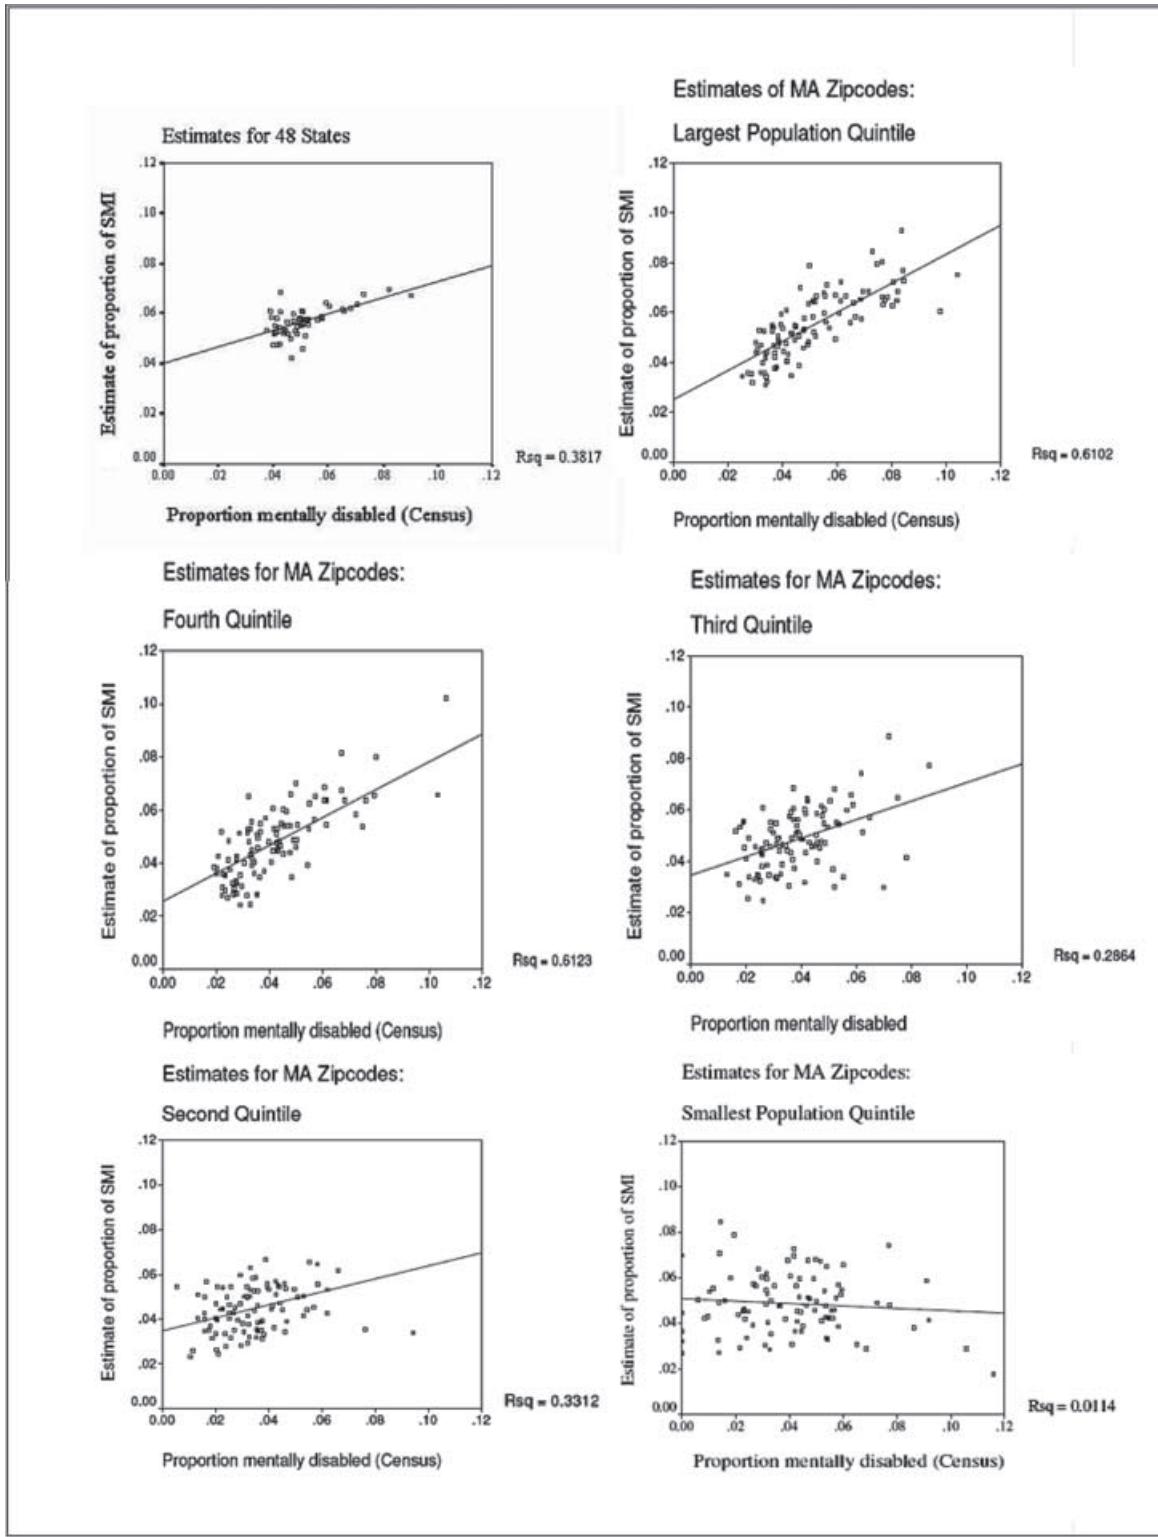 Estimates for 48 States
Estimate of proportion of SMI
.12
.10
.08
.06
.04
.02
0.00
0.00 .02 .04 .06 .08 .10 .12
Rsq = 0.3817
Proportion mentally disabled (Census)
Estimates of MA Zipcodes:
Largest Population Quintile
Estimate of proportion of SMI
.12
.10
.08
.06
.04
.02
0.00
0.00 .02 .04 .06 .08 .10 .12
Rsq = 0.6102
Proportion mentally disabled (Census)
Estimates for MA Zipcodes:
Fourth Quintile
Estimate of proportion of SMI
.12
.10
.08
.06
.04
.02
0.00
0.00 .02 .04 .06 .08 .10 .12
Rsq = 0.6123
Proportion mentally disabled (Census)
Estimates for MA Zipcodes:
Third Quintile
Estimate of proportion of SMI
.12
.10
.08
.06
.04
.02
0.00
0.00 .02 .04 .06 .08 .10 .12
Rsq = 0.2864
Proportion mentally disabled
Estimates for MA Zipcodes:
Second Quintile
Estimate of proportion of SMI
.12
.10
.08
.06
.04
.02
0.00
0.00 .02 .04 .06 .08 .10 .12
Rsq = 0.3312
Proportion mentally disabled (Census)
Estimates for MA Zipcodes:
Smallest Population Quintile
Estimate of proportion of SMI
.12
.10
.08
.06
.04
.02
0.00
0.00 .02 .04 .06 .08 .10 .12
Rsq = 0.0114
Proportion mentally disabled (Census)